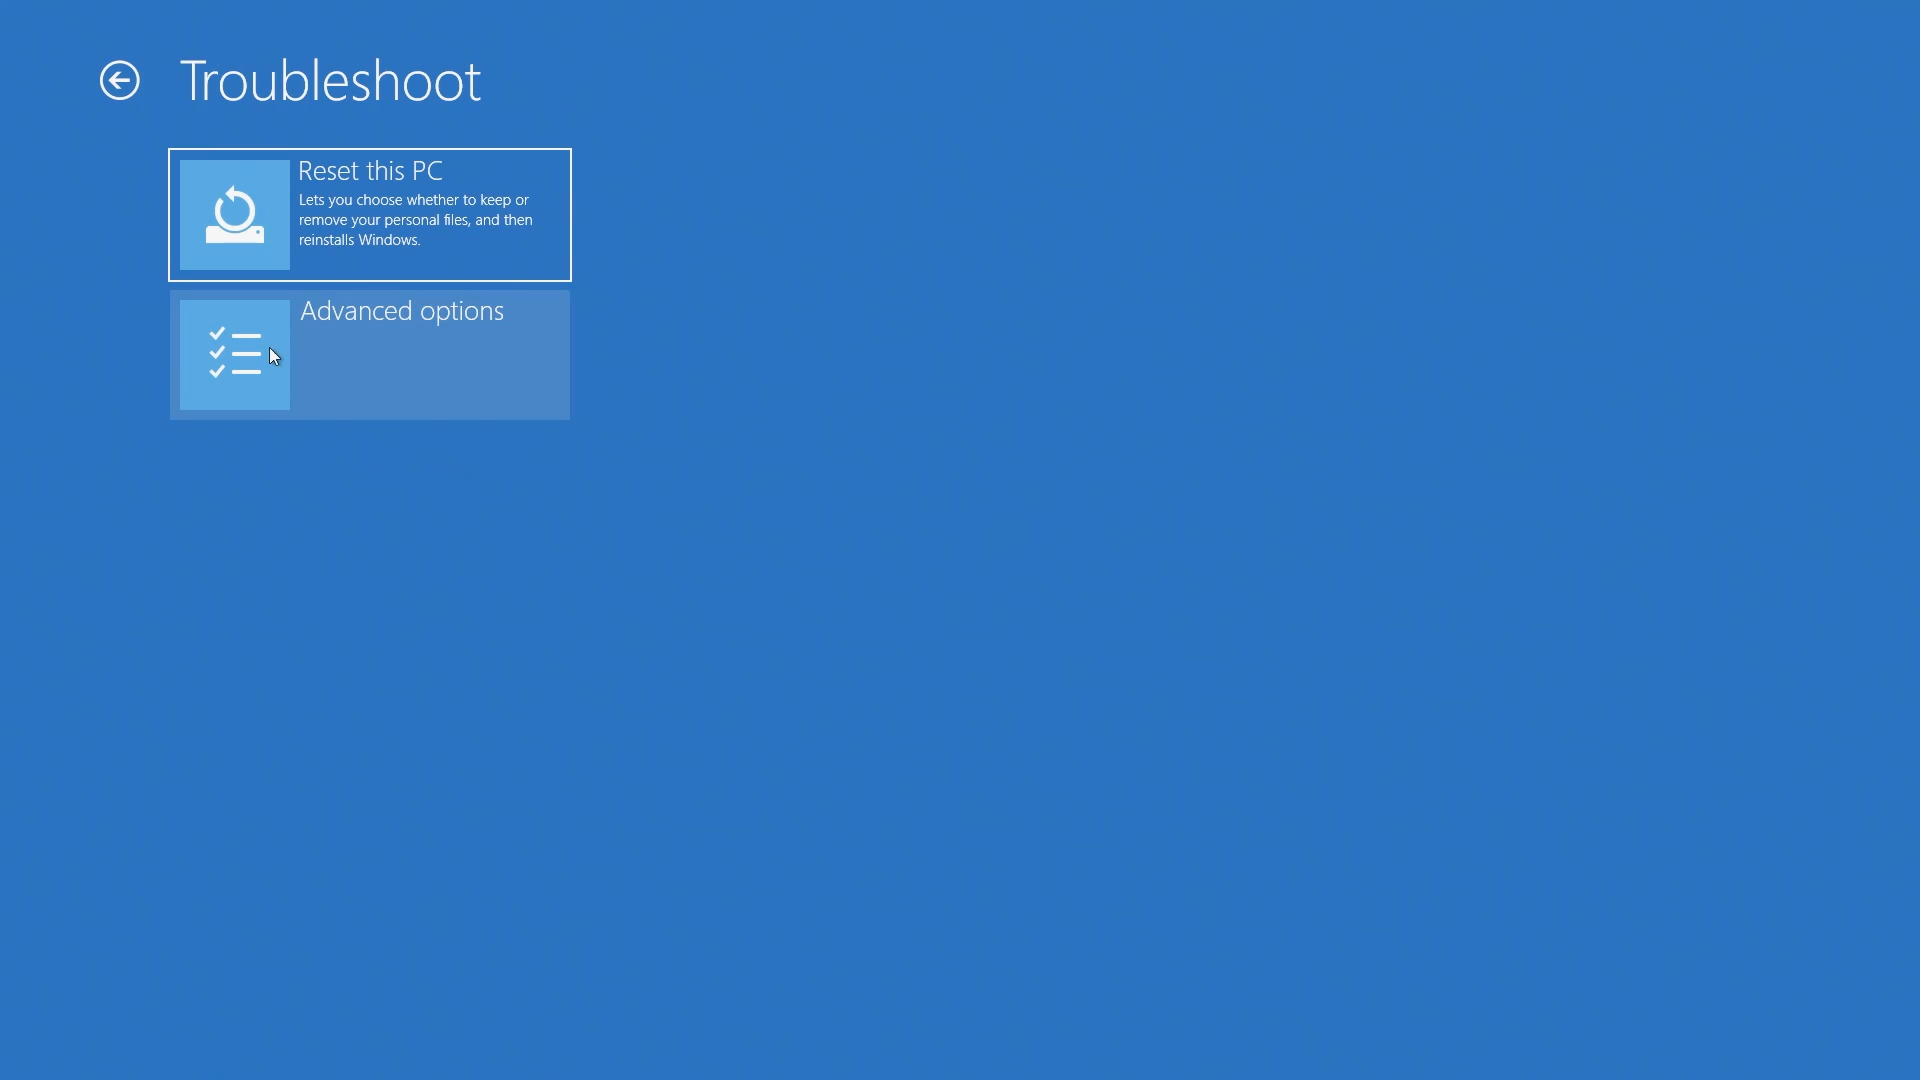 Troubleshoot
Reset this PC
Lets you choose whether to keep or
remove your personal files, and then
reinstalls Windows.
Advanced options